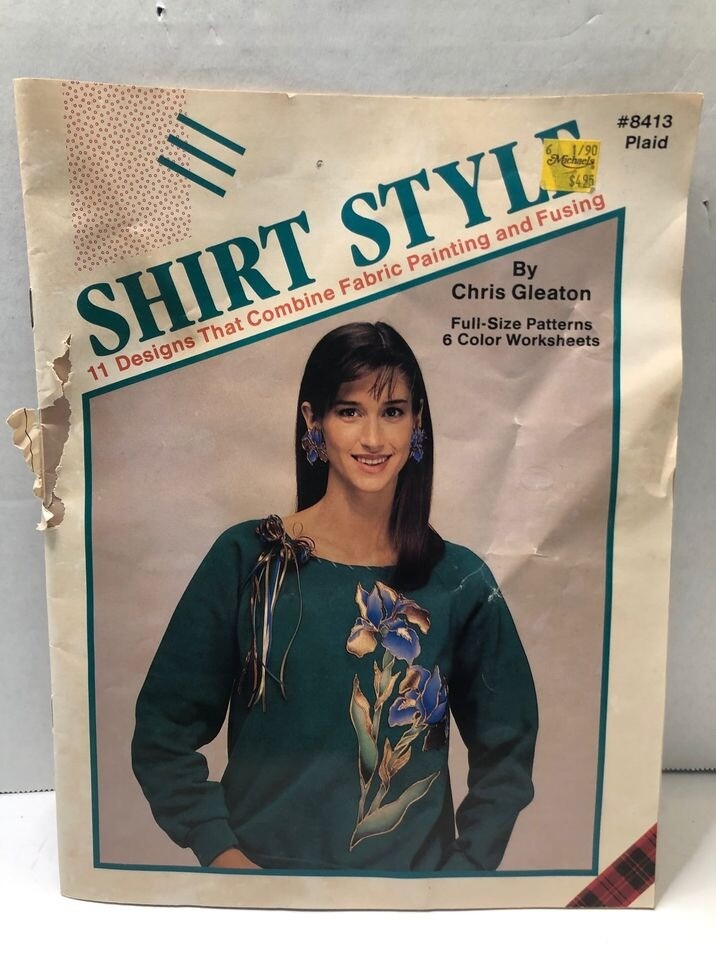 #8413
Plaid
6 1/90
Michaels
$4.95
SHIRT STYLE
11 Designs That Combine Fabric Painting and Fusing
By
Chris Gleaton
Full-Size Patterns
6 Color Worksheets